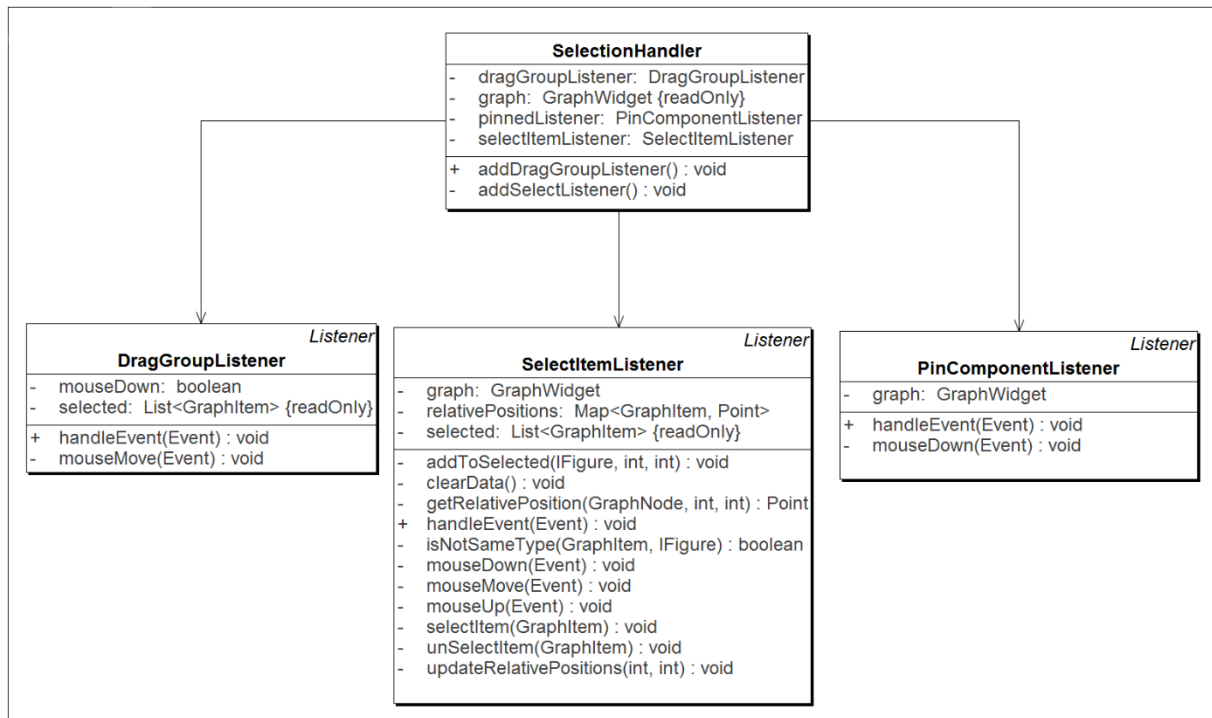 SelectionHandler
- dragGroupListener: DragGroupListener
- graph: GraphWidget {readOnly}
- pinnedListener: PinComponentListener
- selectItemListener: SelectItemListener
+ addDragGroupListener() : void
- addSelectListener() : void
Listener
DragGroupListener
- mouseDown: boolean
- selected: List<GraphItem> {readOnly}
+ handleEvent(Event) : void
- mouseMove(Event) : void
Listener
SelectItemListener
- graph: GraphWidget
- relativePositions: Map<GraphItem, Point>
- selected: List<GraphItem> {readOnly}
- addToSelected(IFigure, int, int) : void
- clearData() : void
- getRelativePosition(GraphNode, int, int) : Point
+ handleEvent(Event) : void
- isNotSameType(GraphItem, IFigure) : boolean
- mouseDown(Event) : void
- mouseMove(Event) : void
- mouseUp(Event) : void
- selectItem(GraphItem) : void
- unSelectItem(GraphItem) : void
- updateRelativePositions(int, int) : void
Listener
PinComponentListener
- graph: GraphWidget
+ handleEvent(Event) : void
- mouseDown(Event) : void